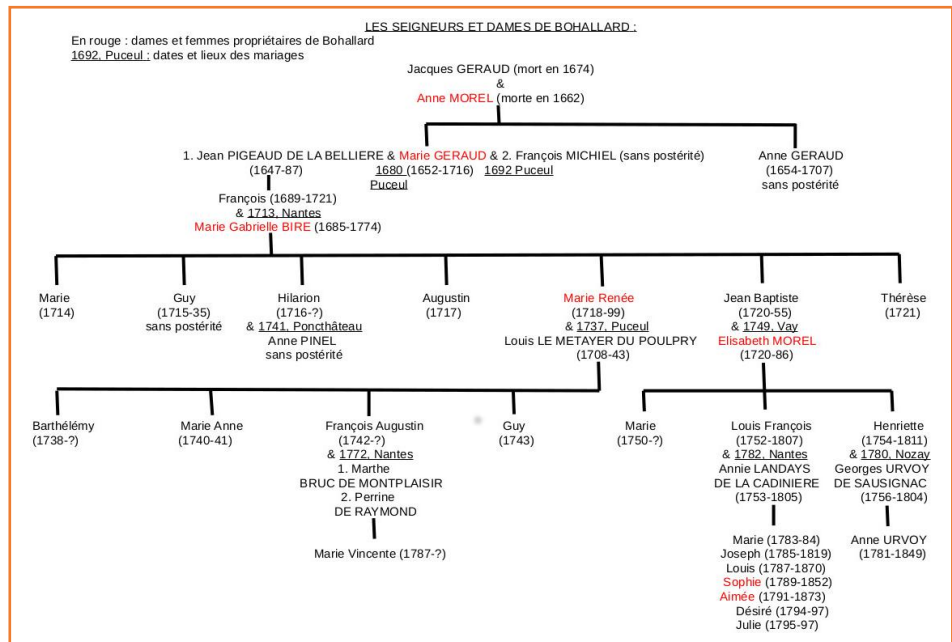 LES SEIGNEURS ET DAMES DE BOHALLARD :
En rouge : dames et femmes propriétaires de Bohallard
1692, Puceul : dates et lieux des mariages
Jacques GERAUD (mort en 1674)
&
Anne MOREL (morte en 1662)
1. Jean PIGEAUD DE LA BELLIERE & Marie GERAUD & 2. François MICHIEL (sans postérité)
(1647-87)
1680 (1652-1716)
1692 Puceul
Puceul
Anne GERAUD
(1654-1707)
sans postérité
François (1689-1721)
& 1713, Nantes
Marie Gabrielle BIRE (1685-1774)
Marie
(1714)
Guy
(1715-35)
sans postérité
Hilarion
(1716-?)
& 1741, Poncthâteau
Anne PINEL
sans postérité
Augustin
(1717)
Marie Renée
(1718-99)
& 1737, Puceul
Louis LE METAYER DU POULPRY
(1708-43)
Jean Baptiste
(1720-55)
& 1749, Vay
Elisabeth MOREL
(1720-86)
Thérèse
(1721)
Barthélémy
(1738-?)
Marie Anne
(1740-41)
François Augustin
(1742-?)
& 1772, Nantes
1. Marthe
BRUC DE MONTPLAISIR
2. Perrine
DE RAYMOND
Marie Vincente (1787-?)
Guy
(1743)
Marie
(1750-?)
Louis François
(1752-1807)
& 1782, Nantes
Annie LANDAYS
DE LA CADINIERE
(1753-1805)
Marie (1783-84)
Joseph (1785-1819)
Louis (1787-1870)
Sophie (1789-1852)
Aimée (1791-1873)
Désiré (1794-97)
Julie (1795-97)
Henriette
(1754-1811)
& 1780, Nozay
Georges URVOY
DE SAUSIGNAC
(1756-1804)
Anne URVOY
(1781-1849)